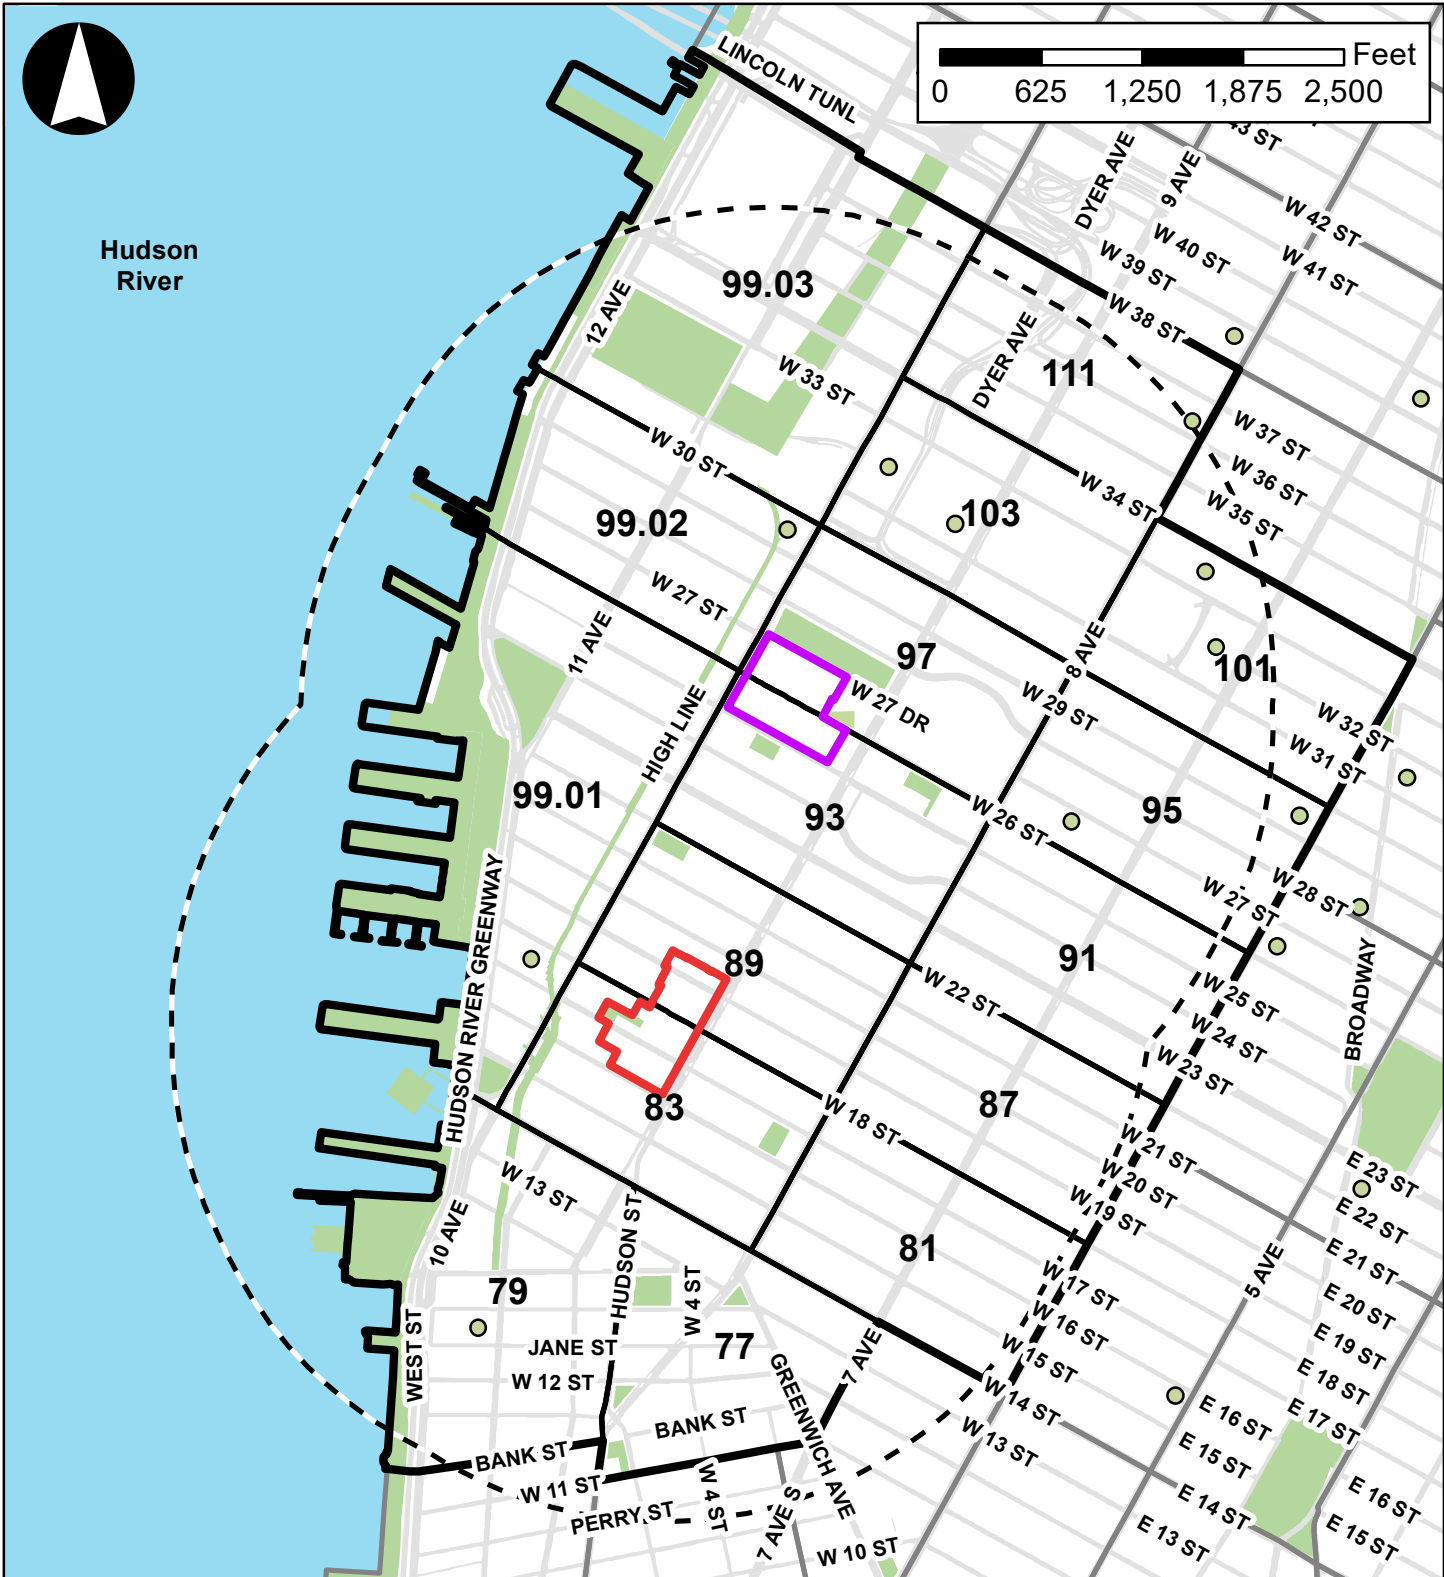 LINCOLN TUNL
Feet
0 625 1,250 1,875 2,500
43 ST
DYER AVE
9 AVE
W 42 ST
W 40 ST
W 41 ST
W 39 ST
Hudson
River
99.03
12 AVE
W 38 ST
DYER AVE
111
W 33 ST
W 37 ST
W 30 ST
W 36 ST
W 34 ST
W 35 ST
103
99.02
W 27 ST
11 AVE
97
8 AVE
101
W 27 DR
W 29 ST
W 32 ST
HIGH LINE
W 31 ST
99.01
93
W 26 ST
95
W 28 ST
W 27 ST
HUDSON RIVER GREENWAY
89
91
W 22 ST
W 25 ST
BROADWAY
W 24 ST
W 23 ST
83
W 18 ST
87
W 21 ST
E 23 ST
W 20 ST
W 13 ST
W 19 ST
E 22 ST
10 AVE
HUDSON ST
81
E 21 ST
5 AVE
79
W 4 ST
W 17 ST
E 20 ST
W 16 ST
E 19 ST
WEST ST
JANE ST
77
7 AVE
W 15 ST
W 12 ST
GREENWICH AVE
W 14 ST
E 18 ST
E 16 ST
E 17 ST
BANK ST
W 13 ST
BANK ST
E 15 ST
W 11 ST
W 4 ST
E 16 ST
E 14 ST
PERRY ST
7 AVE S
E 15 ST
E 13 ST
W 10 ST